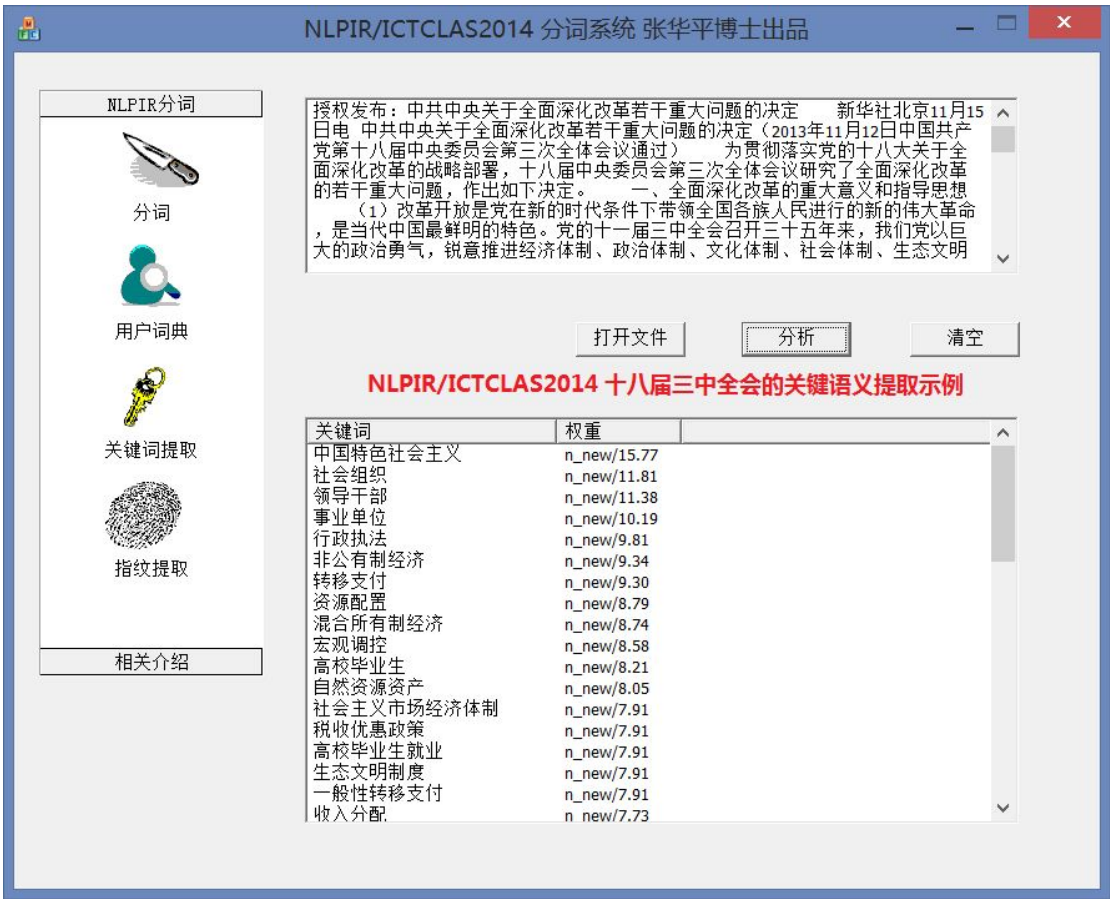 NLPIR/ICTCLAS2014 分词系统 张华平博士出品
NLPIR分词
分词
用户词典
关键词提取
指纹提取
相关介绍
授权发布：中共中央关于全面深化改革若干重大问题的决定 新华社北京11月15
日电 中共中央关于全面深化改革若干重大问题的决定（2013年11月12日中国共产
党第十八届中央委员会第三次全体会议通过） 为贯彻落实党的十八大关于全
面深化改革的战略部署，十八届中央委员会第三次全体会议研究了全面深化改革
的若干重大问题，作出如下决定。 一、全面深化改革的重大意义和指导思想
（1）改革开放是党在新的时代条件下带领全国各族人民进行的新的伟大革命
，是当代中国最鲜明的特色。党的十一届三中全会召开三十五年来，我们党以巨
大的政治勇气，锐意推进经济体制、政治体制、文化体制、社会体制、生态文明
打开文件 分析 清空
NLPIR/ICTCLAS2014 十八届三中全会的关键语义提取示例
关键词 权重
中国特色社会主义 n_new/15.77
社会组织 n_new/11.81
领导干部 n_new/11.38
事业单位 n_new/10.19
行政执法 n_new/9.81
非公有制经济 n_new/9.34
转移支付 n_new/9.30
资源配置 n_new/8.79
混合所有制经济 n_new/8.74
宏观调控 n_new/8.58
高校毕业生 n_new/8.21
自然资源资产 n_new/8.05
社会主义市场经济体制 n_new/7.91
税收优惠政策 n_new/7.91
高校毕业生就业 n_new/7.91
生态文明制度 n_new/7.91
一般性转移支付 n_new/7.91
收入分配 n_new/7.73